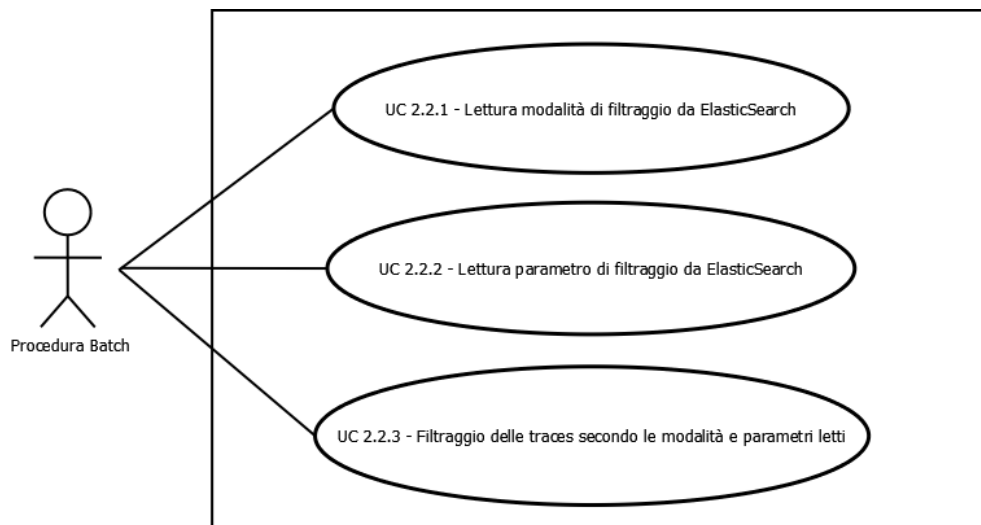 UC 2.2.1 - Lettura modalità di filtraggio da ElasticSearch
UC 2.2.2 - Lettura parametro di filtraggio da ElasticSearch
Procedura Batch
UC 2.2.3 - Filtraggio delle traces secondo le modalità e parametri letti